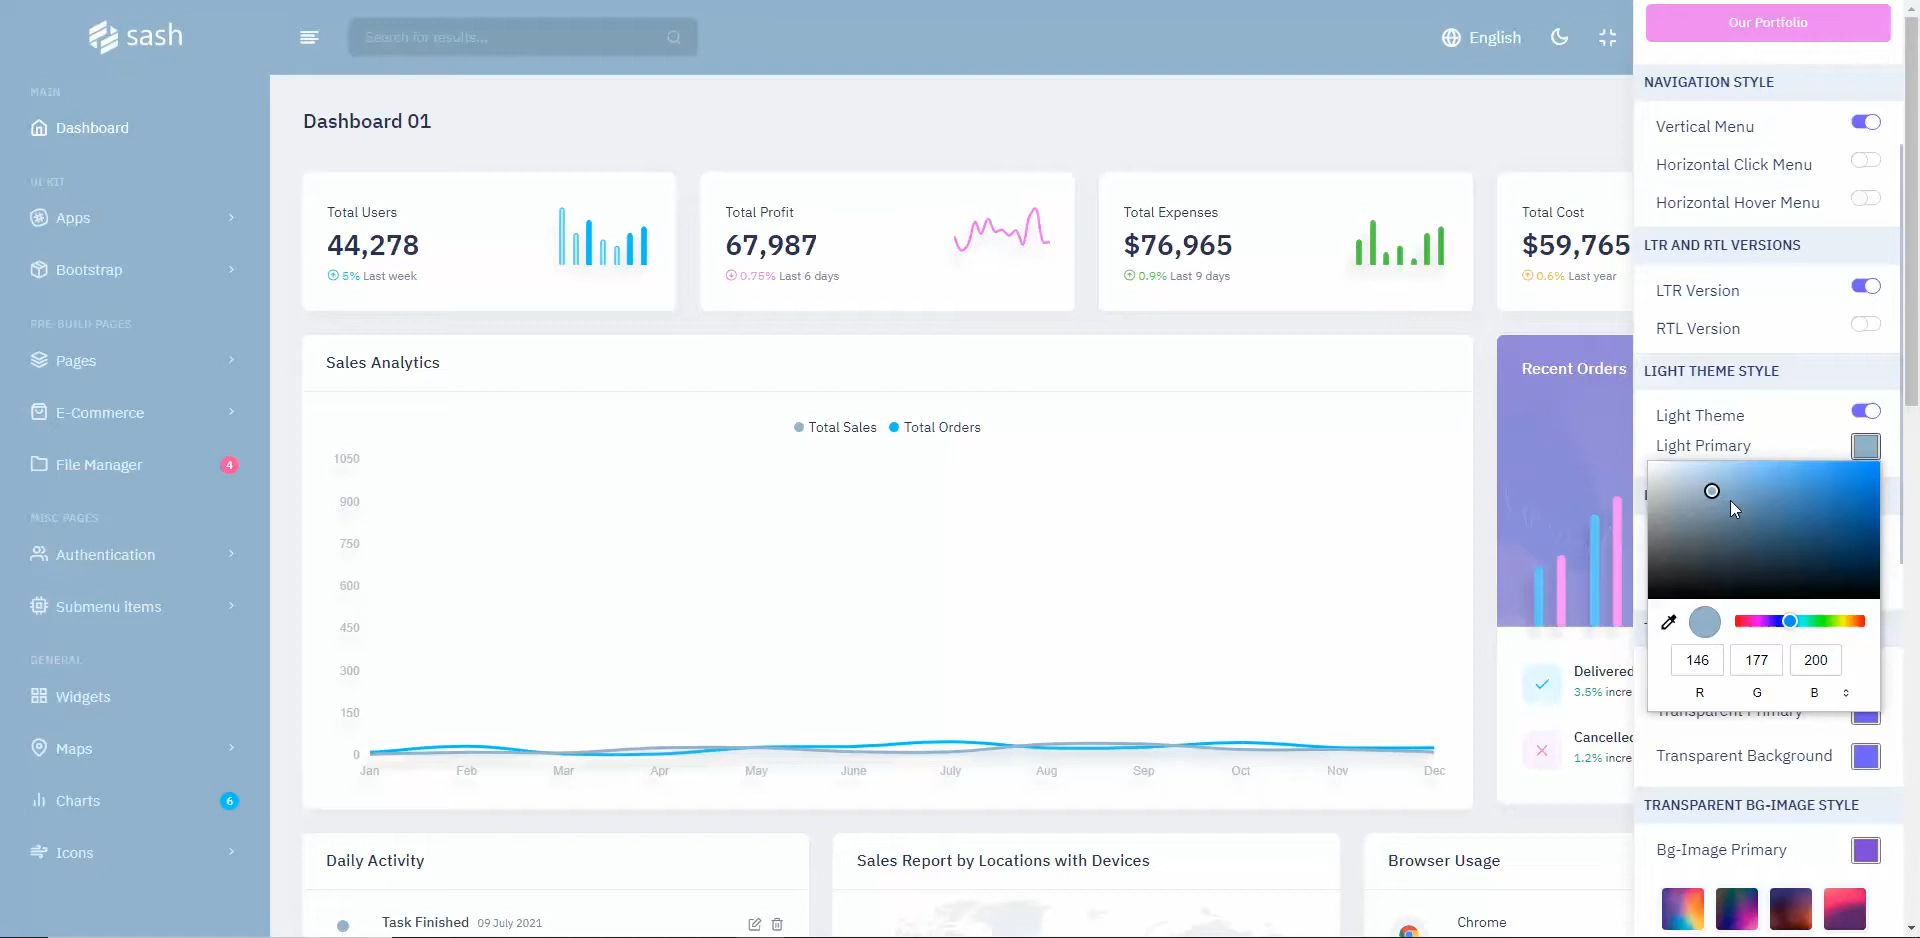 sash
Search for results...
English
Our Portfolio
MAIN
Dashboard
UI KIT
Apps
Bootstrap
PRE-BUILD PAGES
Pages
E-Commerce
File Manager
4
MISC PAGES
Authentication
Submenu items
GENERAL
Widgets
Maps
Charts
6
Icons
Dashboard 01
Total Users
44,278
5% Last week
Total Profit
67,987
0.75% Last 6 days
Total Expenses
$76,965
0.9% Last 9 days
Total Cost
$59,765
0.6% Last year
Sales Analytics
Total Sales
Total Orders
1050
900
750
600
450
300
150
0
Jan
Feb
Mar
Apr
May
June
July
Aug
Sep
Oct
Nov
Dec
Recent Orders
Delivered
3.5% incre
Cancelled
1.2% incre
Daily Activity
Task Finished 09 July 2021
Sales Report by Locations with Devices
Browser Usage
Chrome
NAVIGATION STYLE
Vertical Menu
Horizontal Click Menu
Horizontal Hover Menu
LTR AND RTL VERSIONS
LTR Version
RTL Version
LIGHT THEME STYLE
Light Theme
Light Primary
146
177
200
R
G
B
Transparent Primary
Transparent Background
TRANSPARENT BG-IMAGE STYLE
Bg-Image Primary